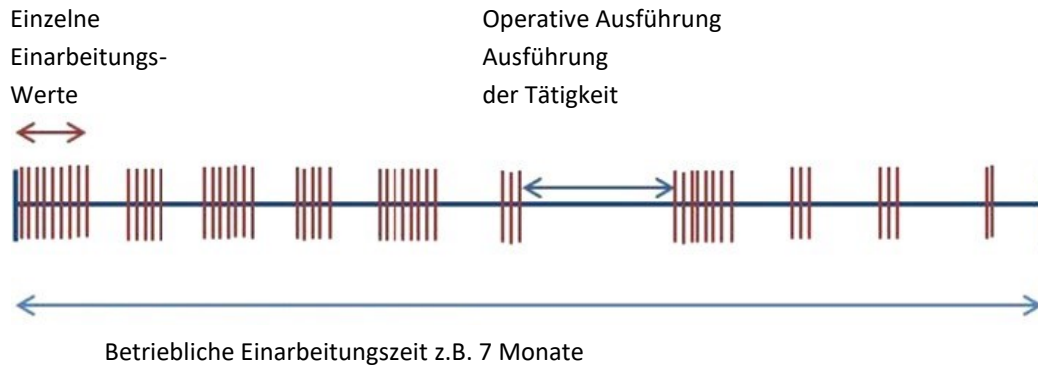 Einzelne
Einarbeitungs-
Werte
Operative Ausführung
Ausführung
der Tätigkeit
Betriebliche Einarbeitungszeit z.B. 7 Monate